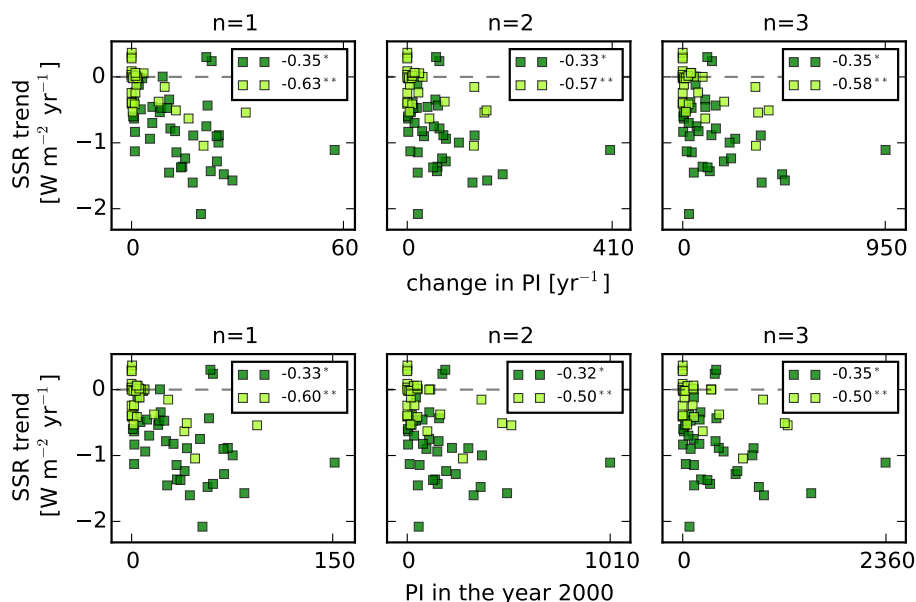 n=1 n=2 n=3
SSR trend
[W m⁻² yr⁻¹]
0
−1
−2
-0.35*
-0.63**
-0.33*
-0.57**
-0.35*
-0.58**
0 60 0 410 0 950
change in PI [yr⁻¹]
n=1 n=2 n=3
SSR trend
[W m⁻² yr⁻¹]
0
−1
−2
-0.33*
-0.60**
-0.32*
-0.50**
-0.35*
-0.50**
0 150 0 1010 0 2360
PI in the year 2000